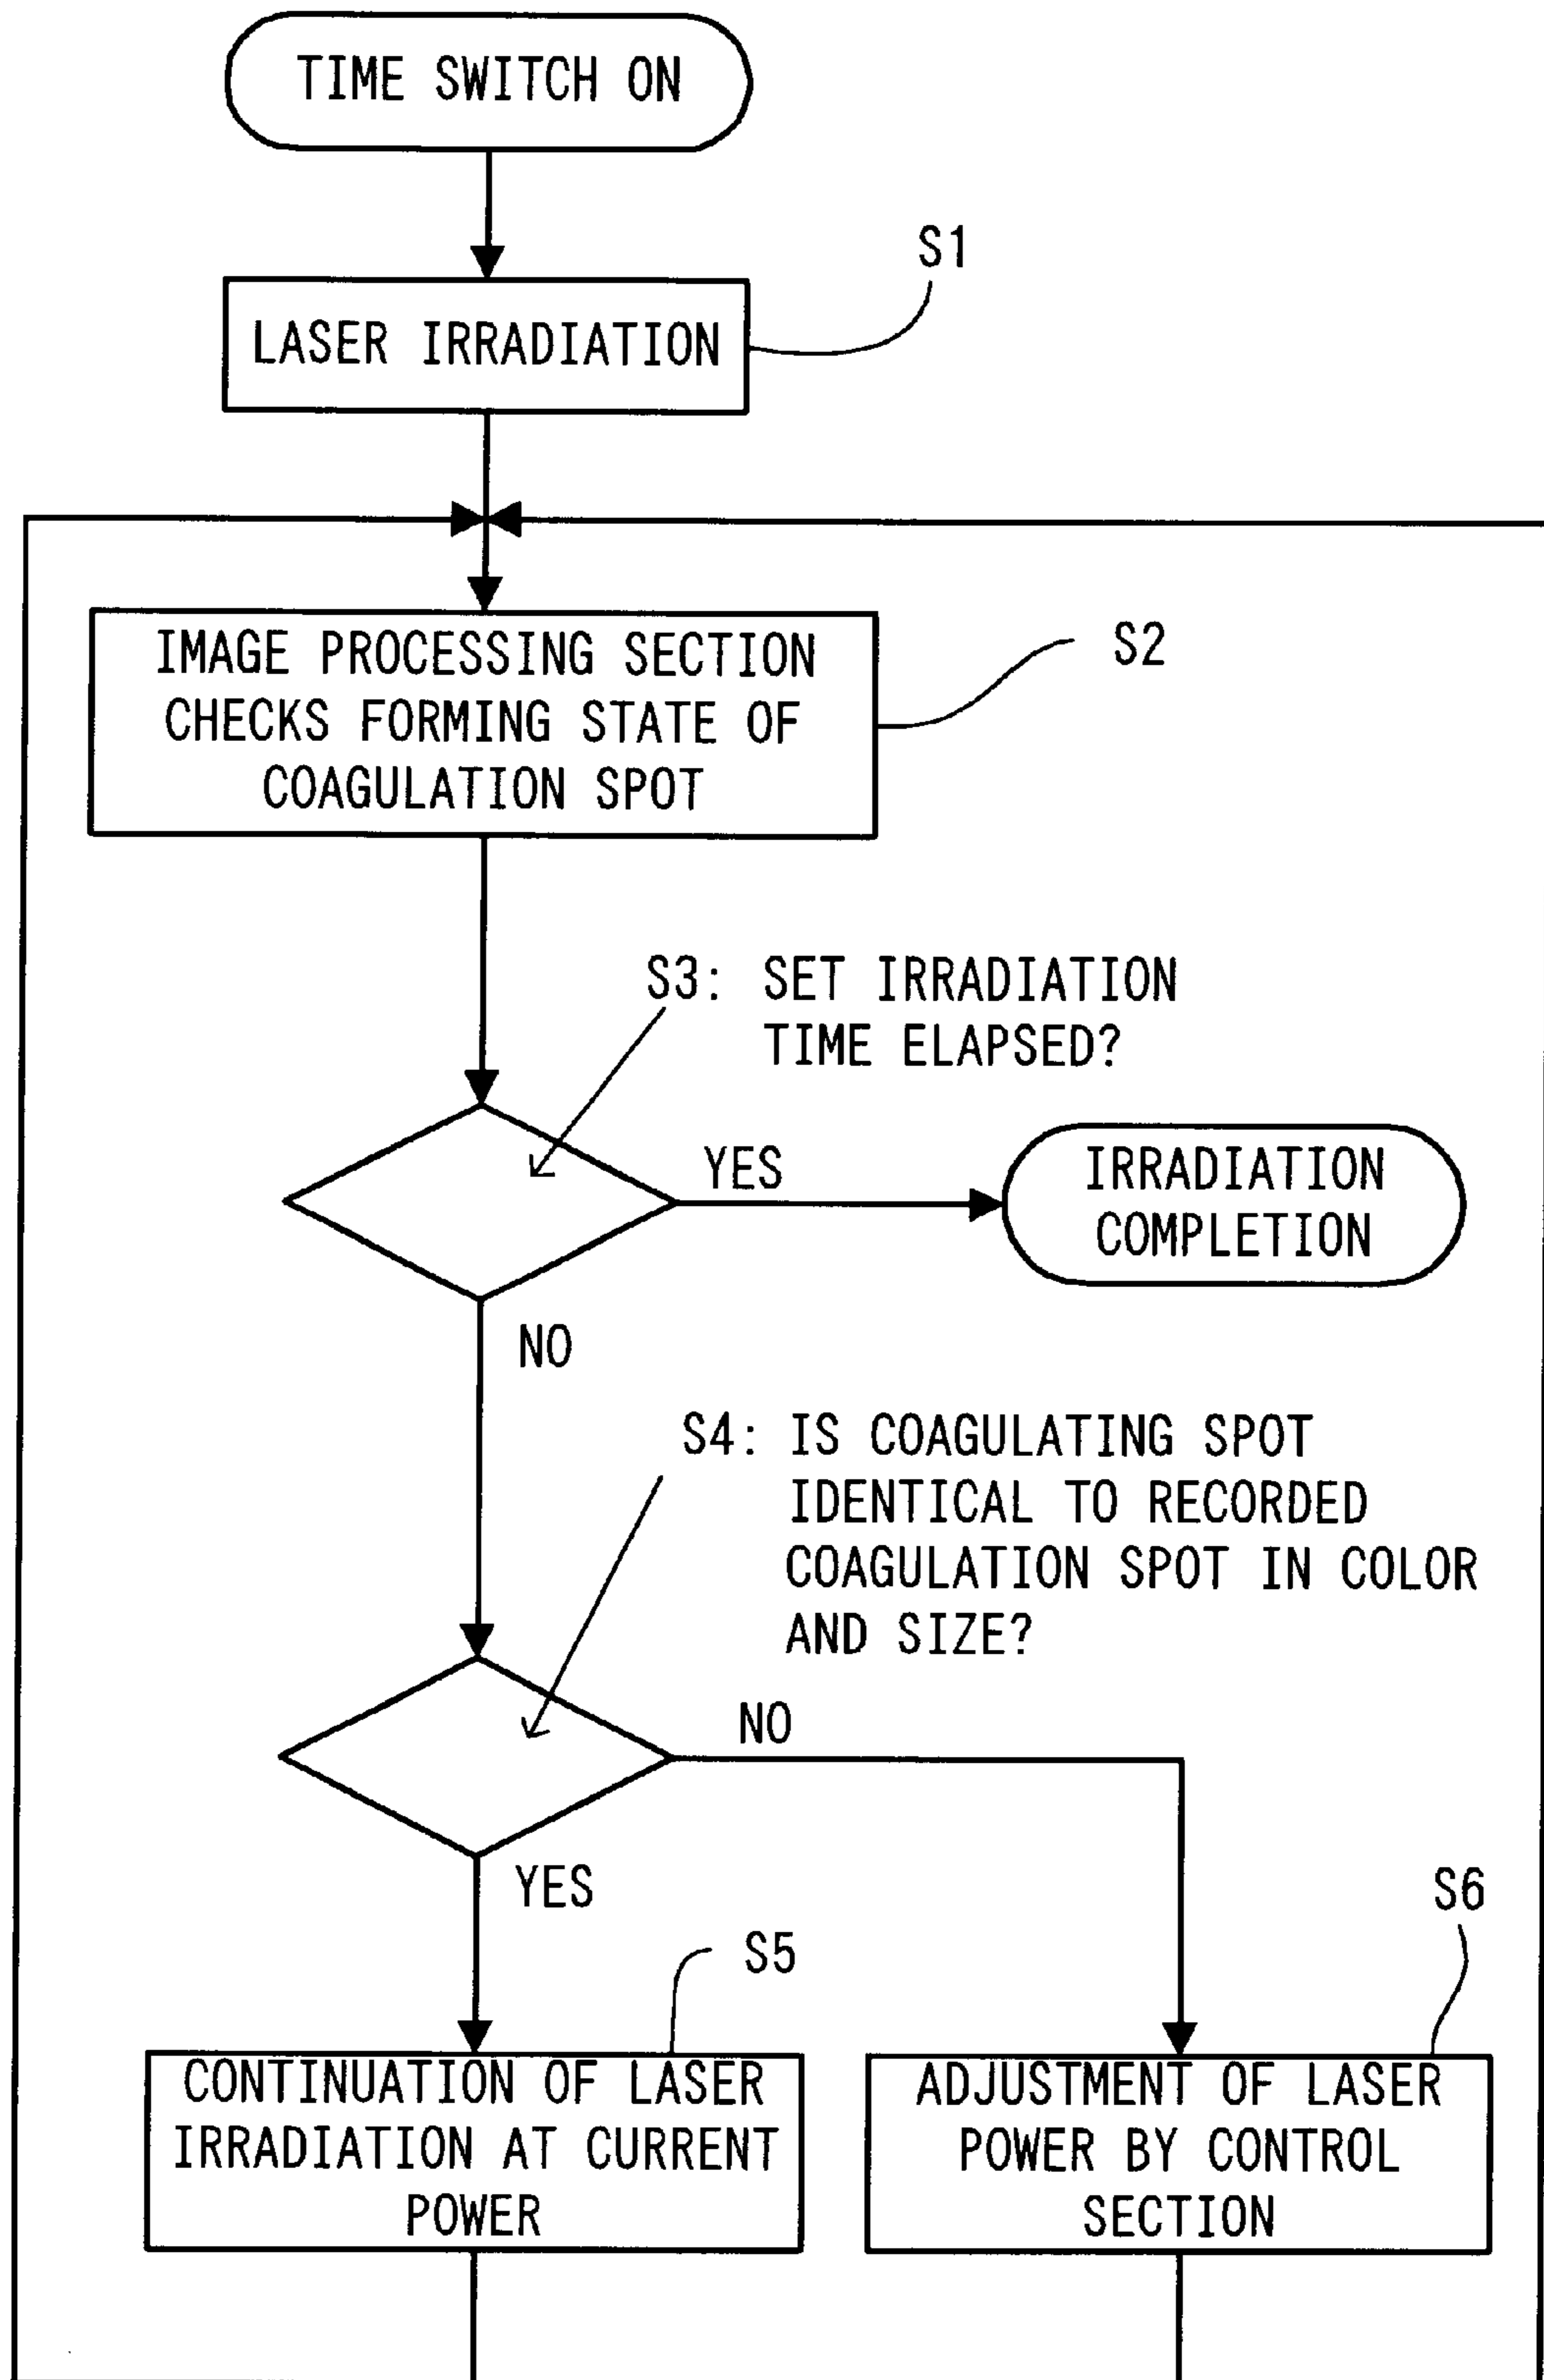 TIME SWITCH ON
S1
LASER IRRADIATION
IMAGE PROCESSING SECTION
CHECKS FORMING STATE OF
COAGULATION SPOT
S2
S3: SET IRRADIATION
TIME ELAPSED?
YES
IRRADIATION
COMPLETION
NO
S4: IS COAGULATING SPOT
IDENTICAL TO RECORDED
COAGULATION SPOT IN COLOR
AND SIZE?
NO
YES
S5
S6
CONTINUATION OF LASER
IRRADIATION AT CURRENT
POWER
ADJUSTMENT OF LASER
POWER BY CONTROL
SECTION